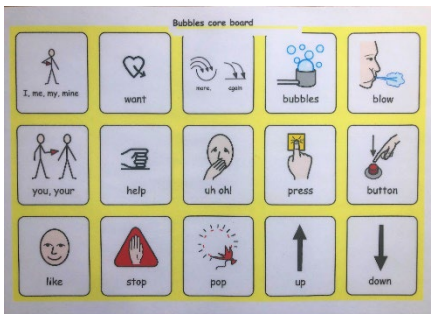 Bubbles core board
I, me, my, mine
want
more, again
bubbles
blow
you, your
help
uh oh!
press
button
like
stop
pop
up
down